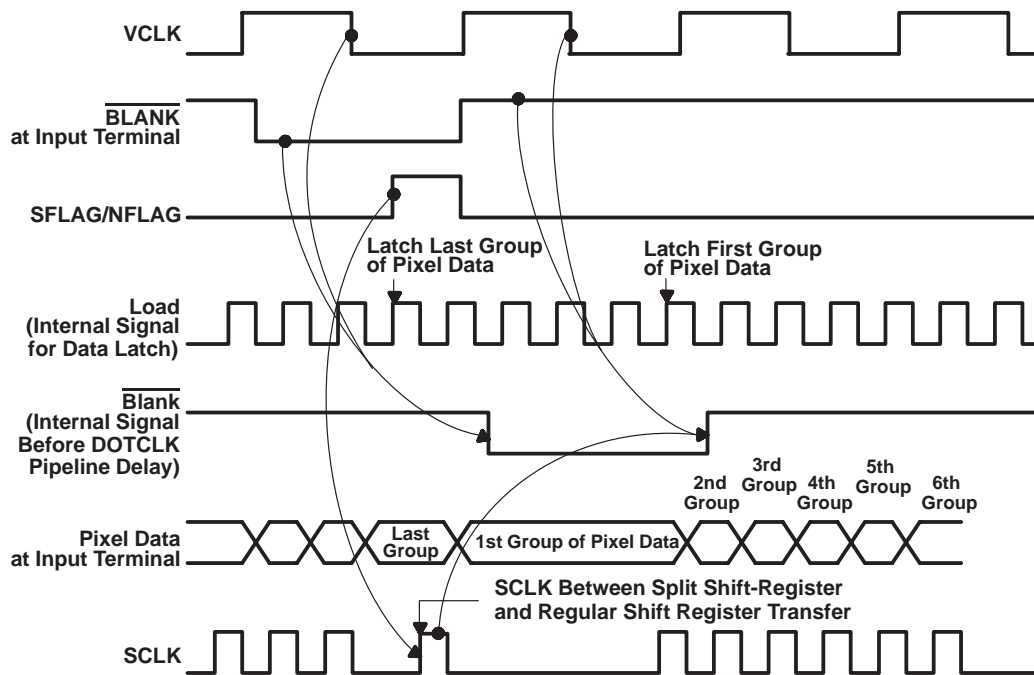 VCLK
BLANK
at Input Terminal
SFLAG/NFLAG
Latch Last Group
of Pixel Data
Latch First Group
of Pixel Data
Load
(Internal Signal
for Data Latch)
Blank
(Internal Signal
Before DOTCLK
Pipeline Delay)
2nd
Group
3rd
Group
4th
Group
5th
Group
6th
Group
Pixel Data
at Input Terminal
Last
Group
1st Group of Pixel Data
SCLK Between Split Shift-Register
and Regular Shift Register Transfer
SCLK